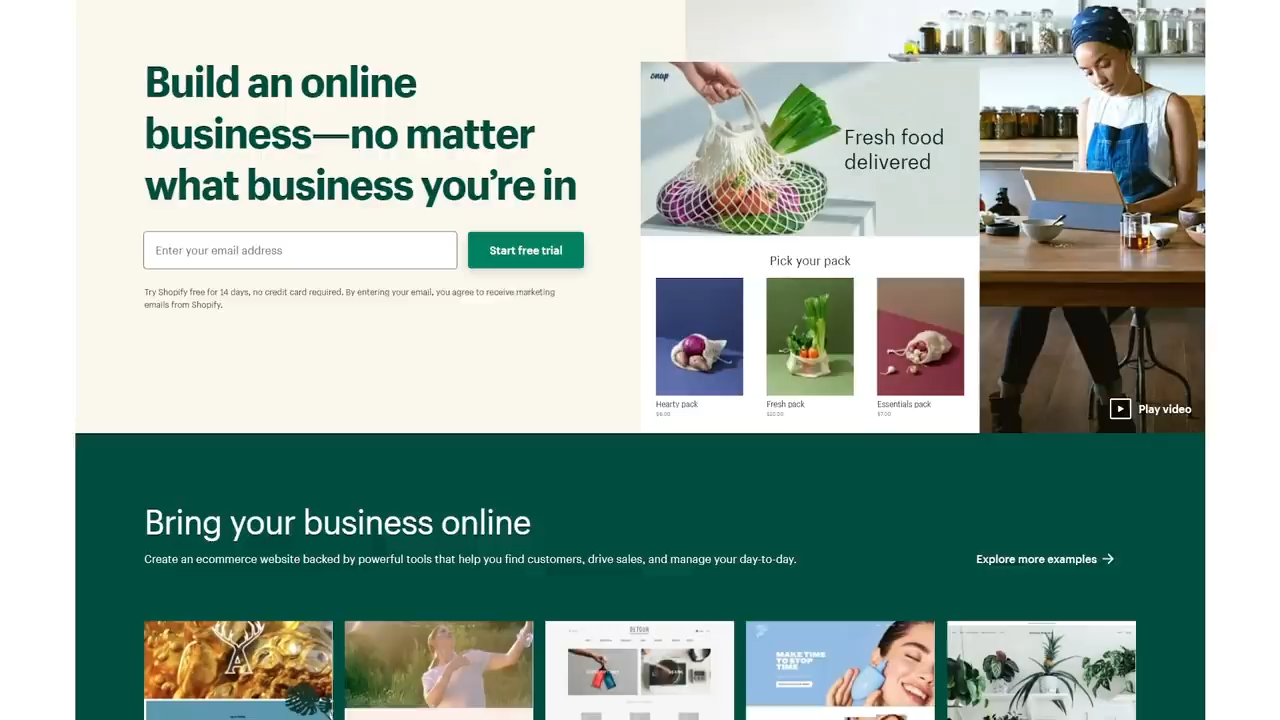 Build an online
business—no matter
what business you're in
Enter your email address
Start free trial
Try Shopify free for 14 days, no credit card required. By entering your email, you agree to receive marketing
emails from Shopify.
snap
Fresh food
delivered
Pick your pack
Hearty pack
Fresh pack
Essentials pack
$7.00
Play video
Bring your business online
Create an ecommerce website backed by powerful tools that help you find customers, drive sales, and manage your day-to-day.
Explore more examples
DETOUR
MAKE TIME
TO STOP
TIME